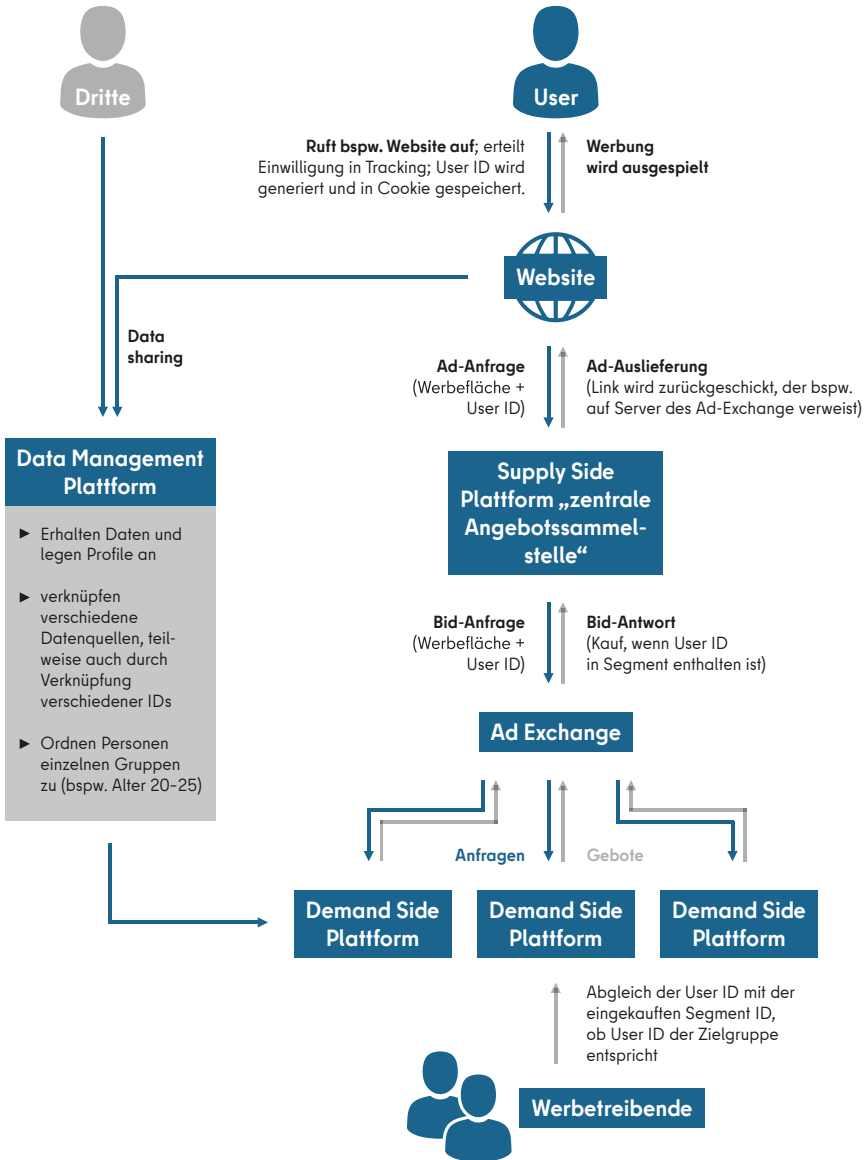 Dritte
User
Ruft bspw. Website auf; erteilt
Einwilligung in Tracking; User ID wird
generiert und in Cookie gespeichert.
Werbung
wird ausgespielt
Website
Data
sharing
Ad-Anfrage
(Werbefläche +
User ID)
Ad-Auslieferung
(Link wird zurückgeschickt, der bspw.
auf Server des Ad-Exchange verweist)
Data Management
Plattform
► Erhalten Daten und
legen Profile an
► verknüpfen
verschiedene
Datenquellen, teil-
weise auch durch
Verknüpfung
verschiedener IDs
► Ordnen Personen
einzelnen Gruppen
zu (bspw. Alter 20–25)
Supply Side
Plattform „zentrale
Angebotssammel-
stelle“
Bid-Anfrage
(Werbefläche +
User ID)
Bid-Antwort
(Kauf, wenn User ID
in Segment enthalten ist)
Ad Exchange
Anfragen
Gebote
Demand Side
Plattform
Demand Side
Plattform
Demand Side
Plattform
Abgleich der User ID mit der
eingekauften Segment ID,
ob User ID der Zielgruppe
entspricht
Werbetreibende